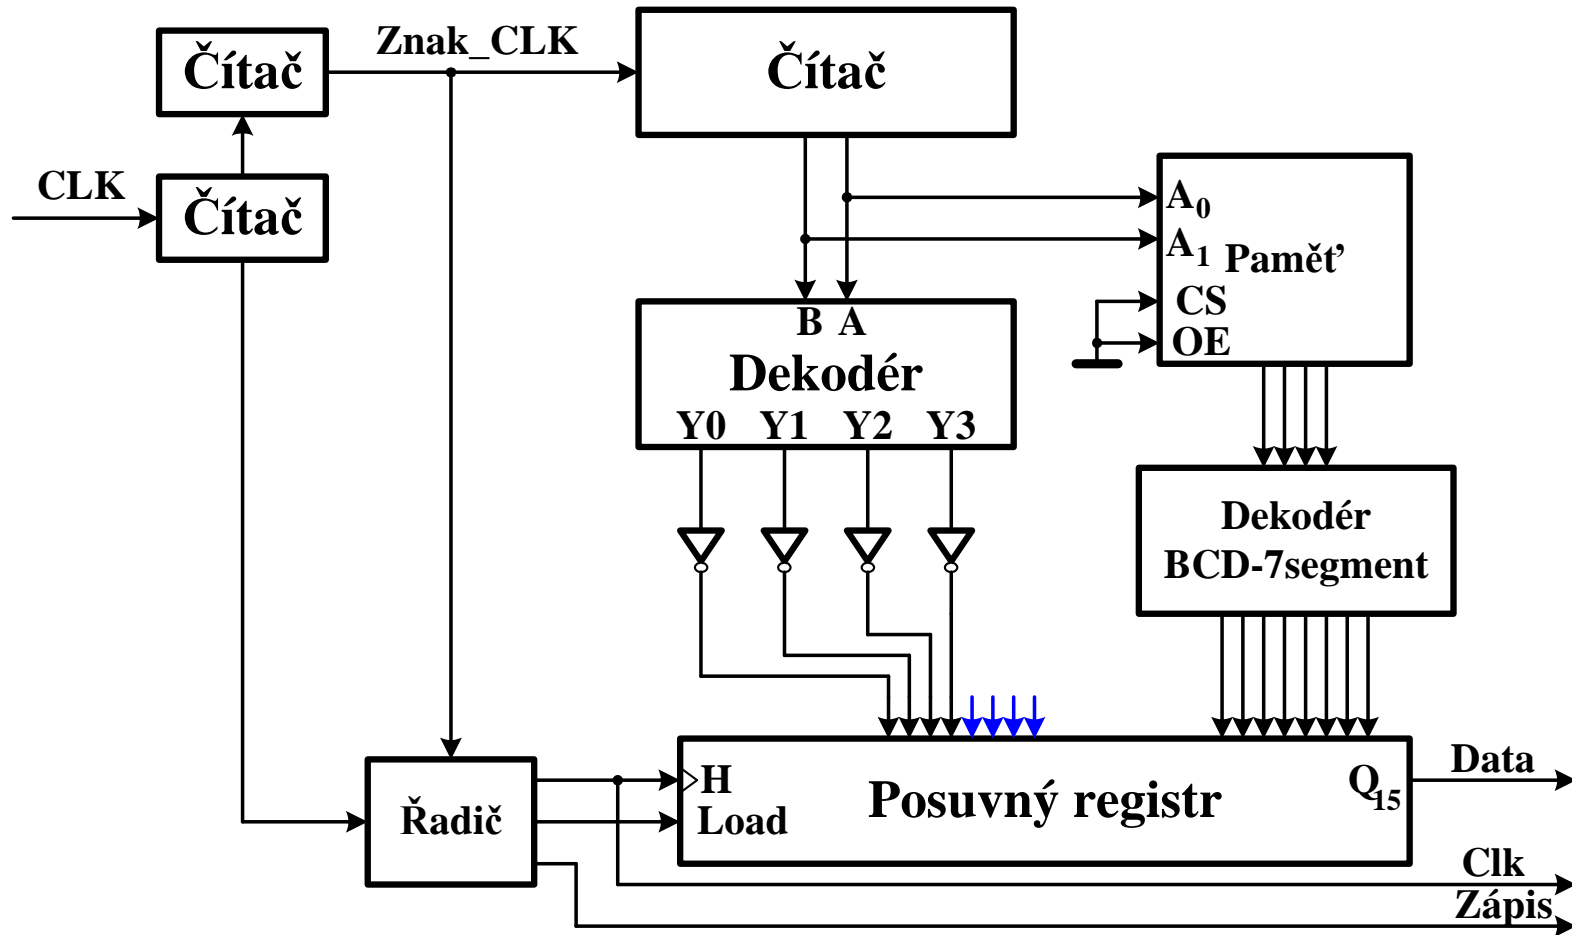 Čítač
Znak_CLK
Čítač
CLK
Čítač
A0
A1
Paměť
CS
OE
B A
Dekodér
Y0 Y1 Y2 Y3
Dekodér
BCD-7segment
H
Load
Posuvný registr
Q15
Data
Řadič
Clk
Zápis